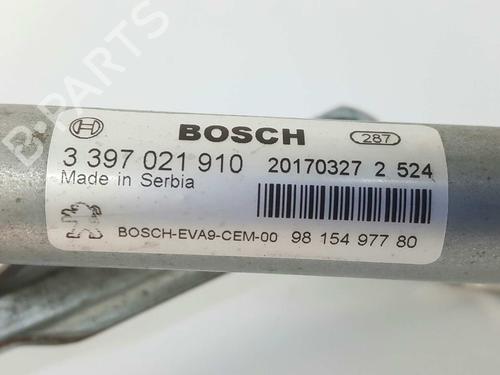 BOSCH 287
3 397 021 910 20170327 2 524
Made in Serbia
BOSCH-EVA9-CEM-00 98 154 977 80
B-PARTS